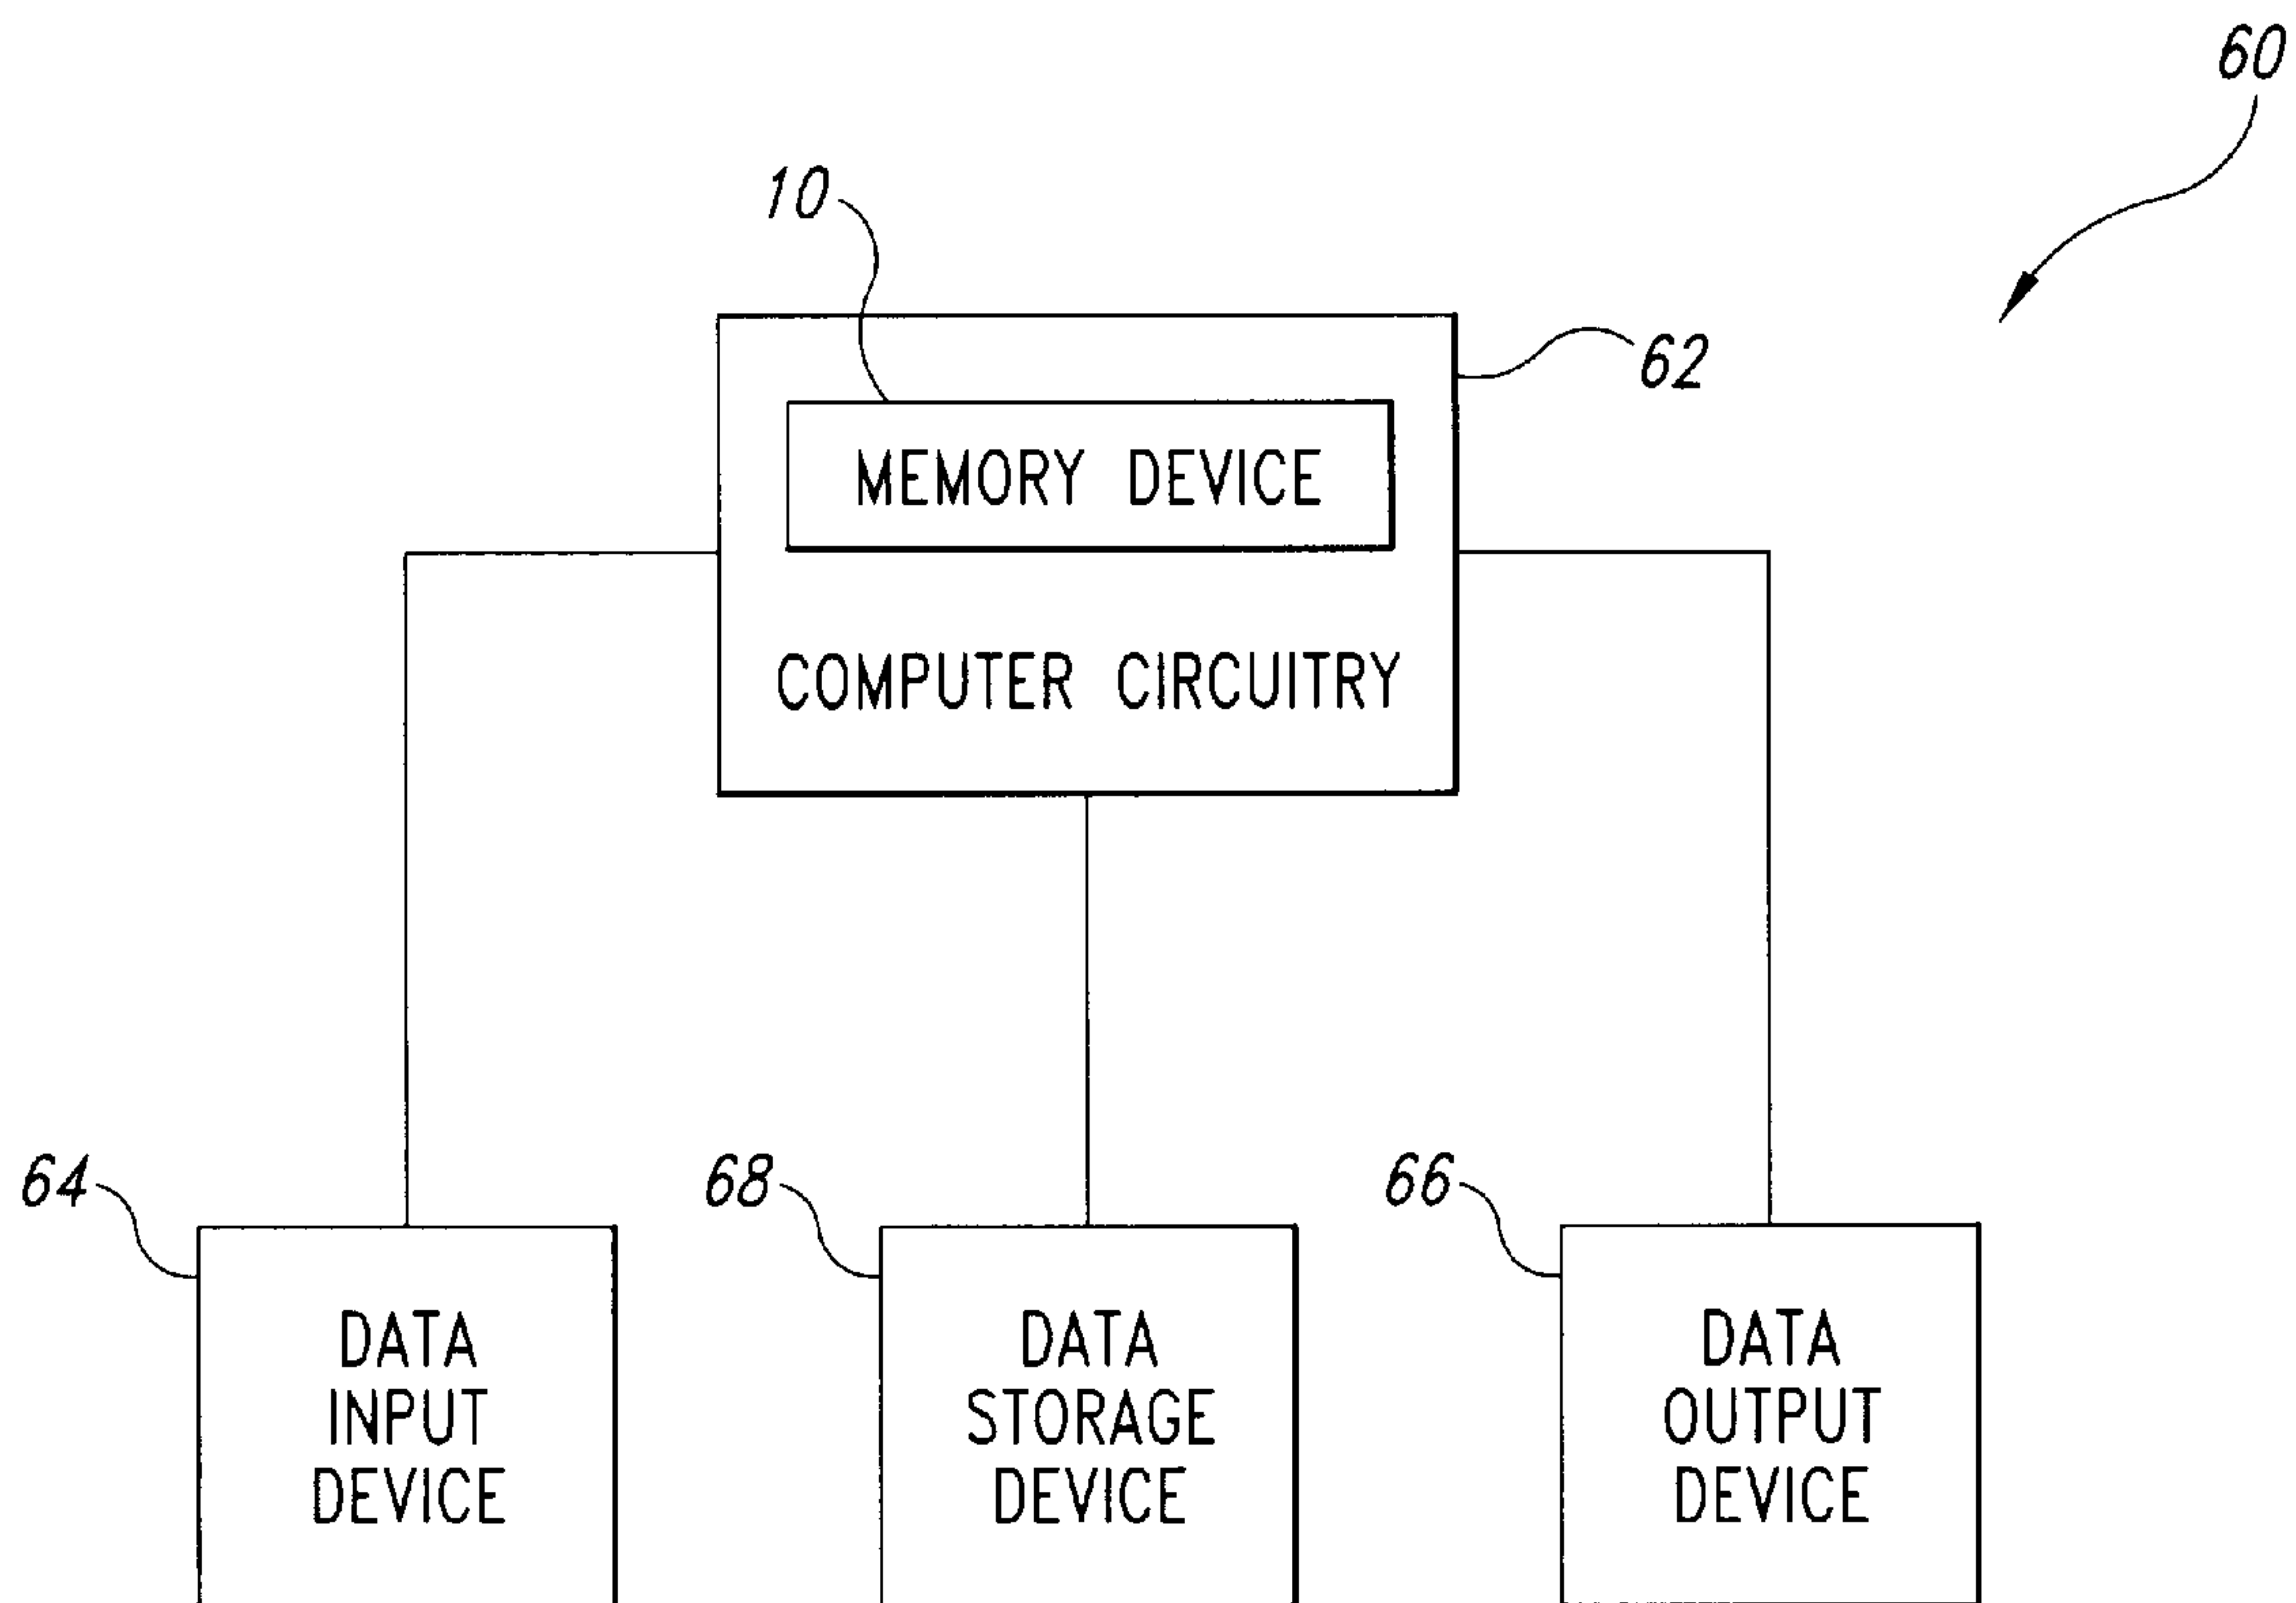 60
10
62
MEMORY DEVICE
COMPUTER CIRCUITRY
64
68
66
DATA
INPUT
DEVICE
DATA
STORAGE
DEVICE
DATA
OUTPUT
DEVICE